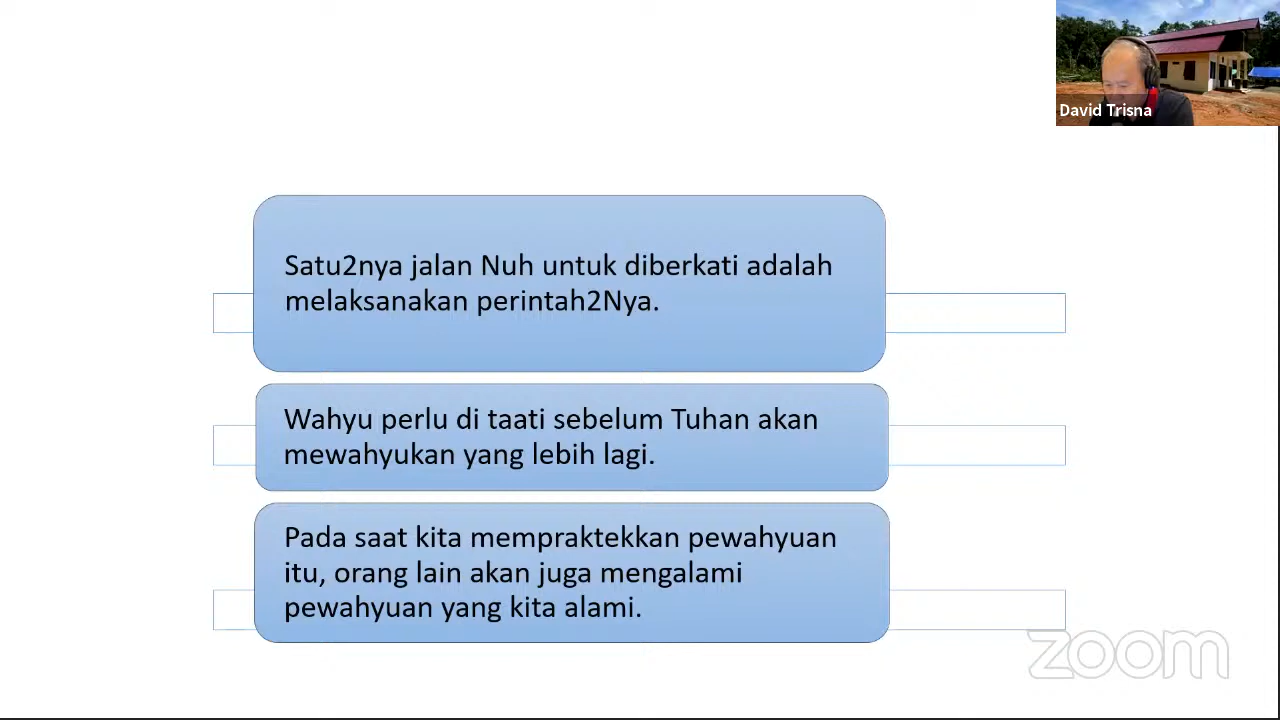 David Trisna
Satu2nya jalan Nuh untuk diberkati adalah
melaksanakan perintah2Nya.
Wahyu perlu di taati sebelum Tuhan akan
mewahyukan yang lebih lagi.
Pada saat kita mempraktekkan pewahyuan
itu, orang lain akan juga mengalami
pewahyuan yang kita alami.
zoom